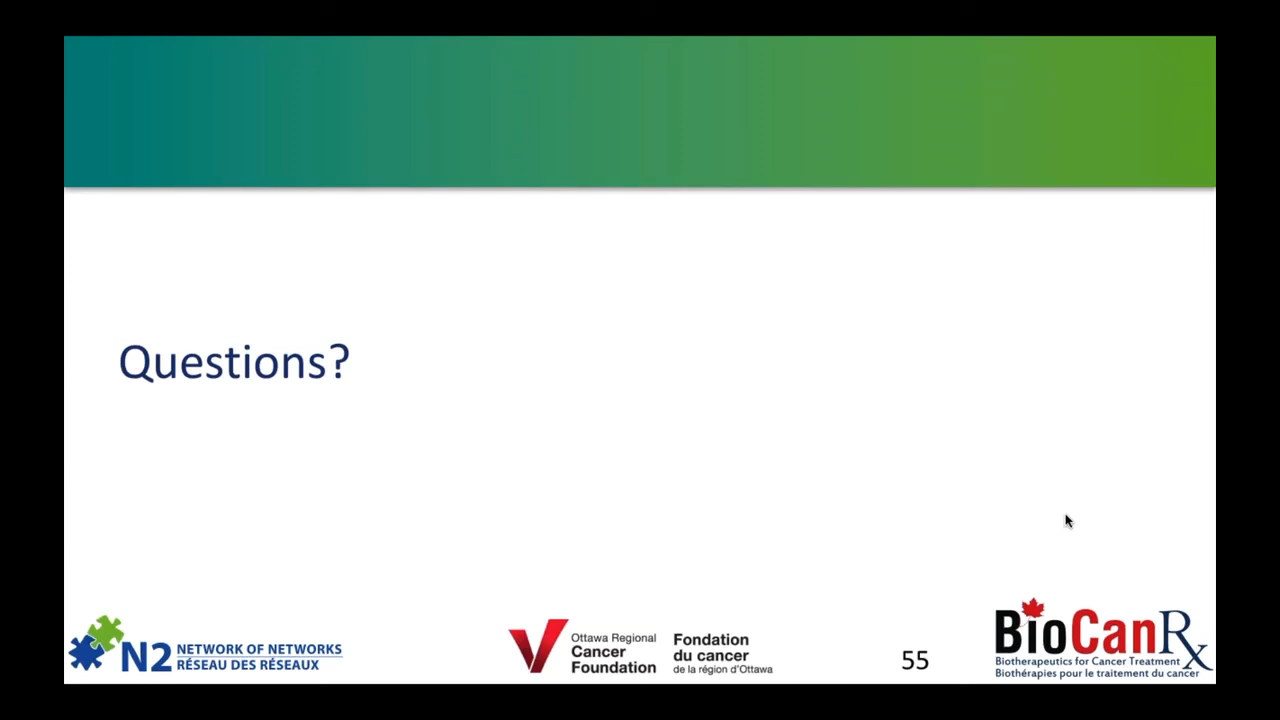 Questions?
N2 NETWORK OF NETWORKS
RÉSEAU DES RÉSEAUX
Ottawa Regional
Cancer
Foundation
Fondation
du cancer
de la région d'Ottawa
55
BioCanRx
Biotherapeutics for Cancer Treatment
Biothérapies pour le traitement du cancer